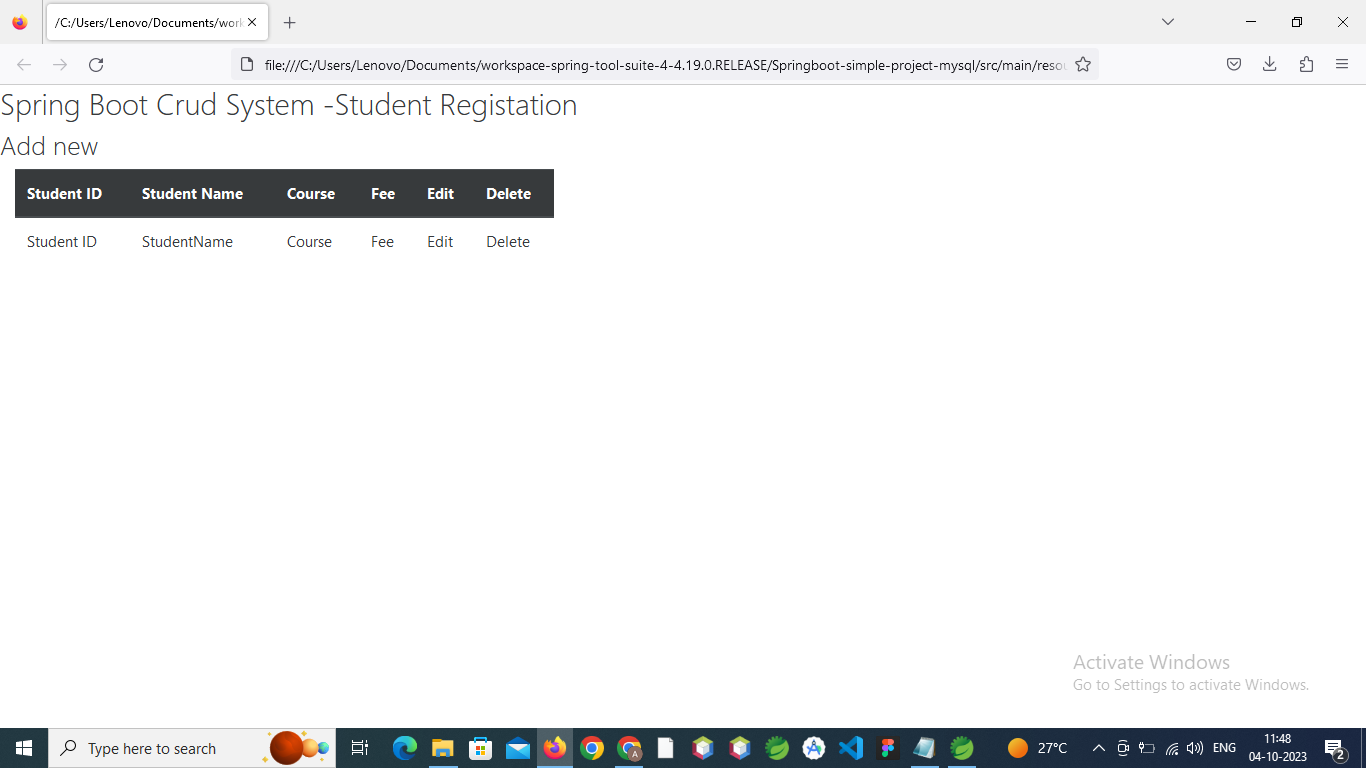 /C:/Users/Lenovo/Documents/work
file:///C:/Users/Lenovo/Documents/workspace-spring-tool-suite-4-4.19.0.RELEASE/Springboot-simple-project-mysql/src/main/resou
Spring Boot Crud System -Student Registation
Add new
Student ID Student Name Course Fee Edit Delete
Student ID StudentName Course Fee Edit Delete
Activate Windows
Go to Settings to activate Windows.
Type here to search
A
27°C
ENG
11:48
04-10-2023
2